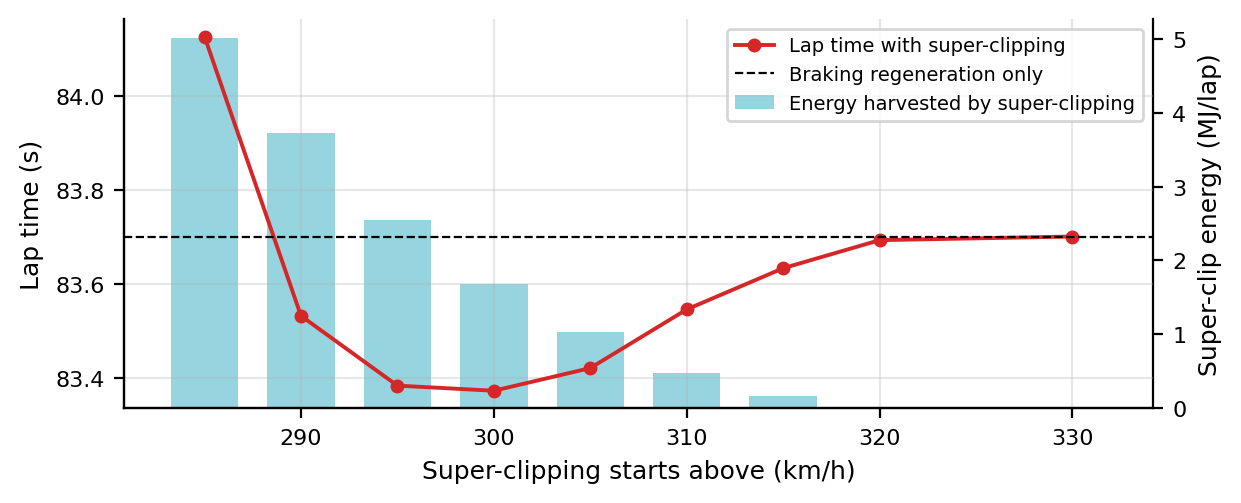 Lap time with super-clipping
Braking regeneration only
Energy harvested by super-clipping
Lap time (s)
84.0
83.8
83.6
83.4
5
4
3
2
1
0
Super-clip energy (MJ/lap)
290
300
310
320
330
Super-clipping starts above (km/h)